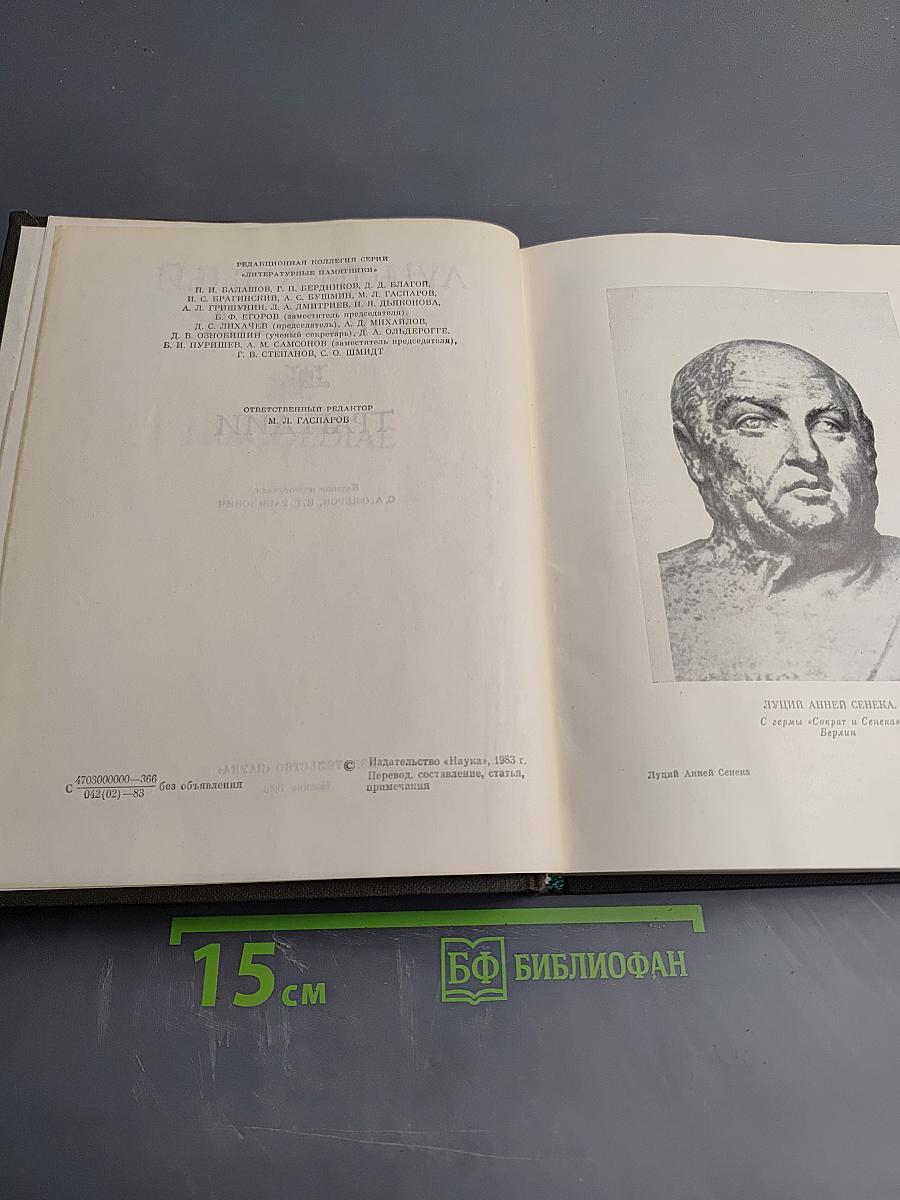 РЕДАКЦИОННАЯ КОЛЛЕГИЯ СЕРИИ
«ЛИТЕРАТУРНЫЕ ПАМЯТНИКИ»
Н. И. БАЛАШОВ, Г. П. БЕРДНИКОВ, Д. Д. БЛАГОЙ,
И. С. БРАГИНСКИЙ, А. С. БУШМИН, М. Л. ГАСПАРОВ,
А. Л. ГРИШУНИН, Л. А. ДМИТРИЕВ, Н. Я. ДЬЯКОНОВА,
Б. Ф. ЕГОРОВ (заместитель председателя),
Д. С. ЛИХАЧЕВ (председатель), А. Д. МИХАЙЛОВ,
Д. В. ОЗНОБИШИН (ученый секретарь), Д. А. ОЛЬДЕРОГГЕ,
Б. И. ПУРИШЕВ, А. М. САМСОНОВ (заместитель председателя),
Г. В. СТЕПАНОВ, С. О. ШМИДТ
ОТВЕТСТВЕННЫЙ РЕДАКТОР
М. Л. ГАСПАРОВ
С 4703000000—366
042(02)—83 без объявления
© Издательство «Наука», 1983 г.
Перевод, составление, статья,
примечания
ЛУЦИЙ АННЕЙ СЕНЕКА.
С гермы «Сократ и Сенека»
Берлин
Луций Анней Сенека
15 см
БФ БИБЛИОФАН